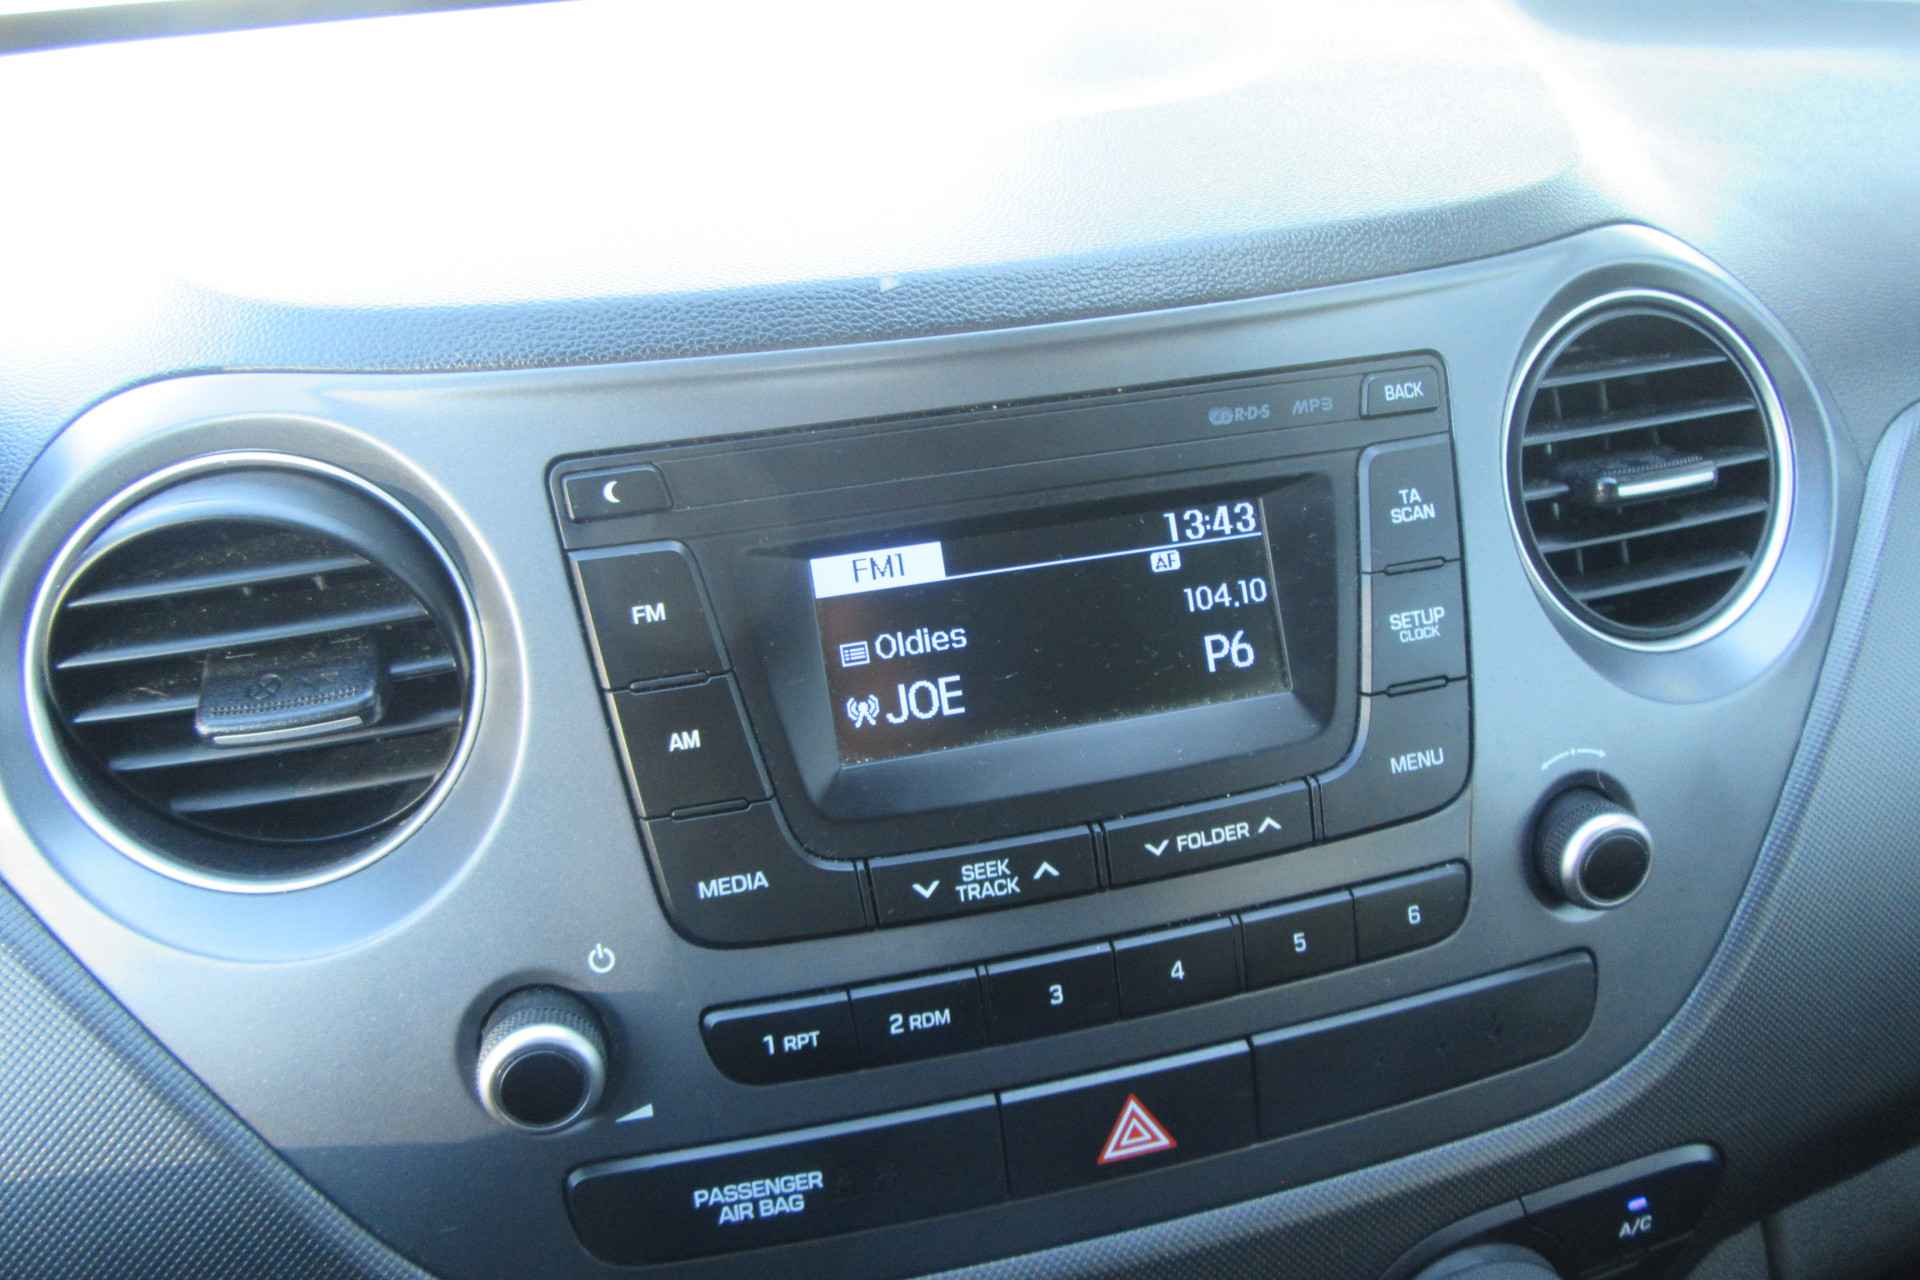 R·D·S MP3 BACK
13:43
FM1 AF
104.10
Oldies
P6
JOE
TA
SCAN
FM
SETUP
CLOCK
AM
MENU
MEDIA
SEEK
TRACK
FOLDER
1 RPT 2 RDM 3 4 5 6
PASSENGER
AIR BAG
A/C